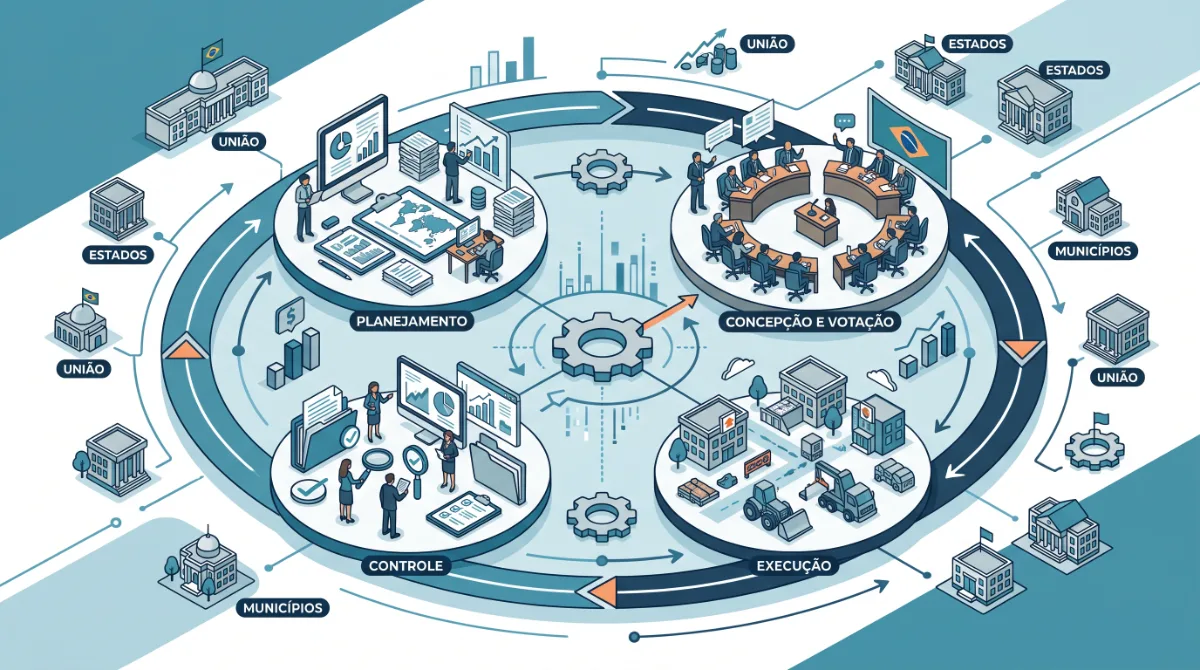 UNIÃO
ESTADOS
ESTADOS
UNIÃO
ESTADOS
MUNICÍPIOS
PLANEJAMENTO
CONCEPÇÃO E VOTAÇÃO
UNIÃO
UNIÃO
CONTROLE
EXECUÇÃO
MUNICÍPIOS
$